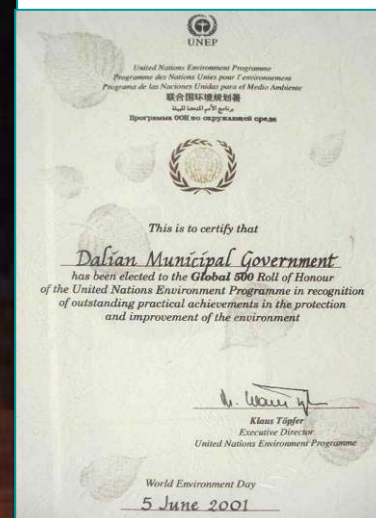 UNEP
United Nations Environment Programme
Programme des Nations Unies pour l'environnement
Programa de las Naciones Unidas para el Medio Ambiente
联合国环境规划署
برنامج الأمم المتحدة للبيئة
Программа ООН по окружающей среде
This is to certify that
Dalian Municipal Government
has been elected to the Global 500 Roll of Honour
of the United Nations Environment Programme in recognition
of outstanding practical achievements in the protection
and improvement of the environment
Klaus Töpfer
Executive Director
United Nations Environment Programme
World Environment Day
5 June 2001